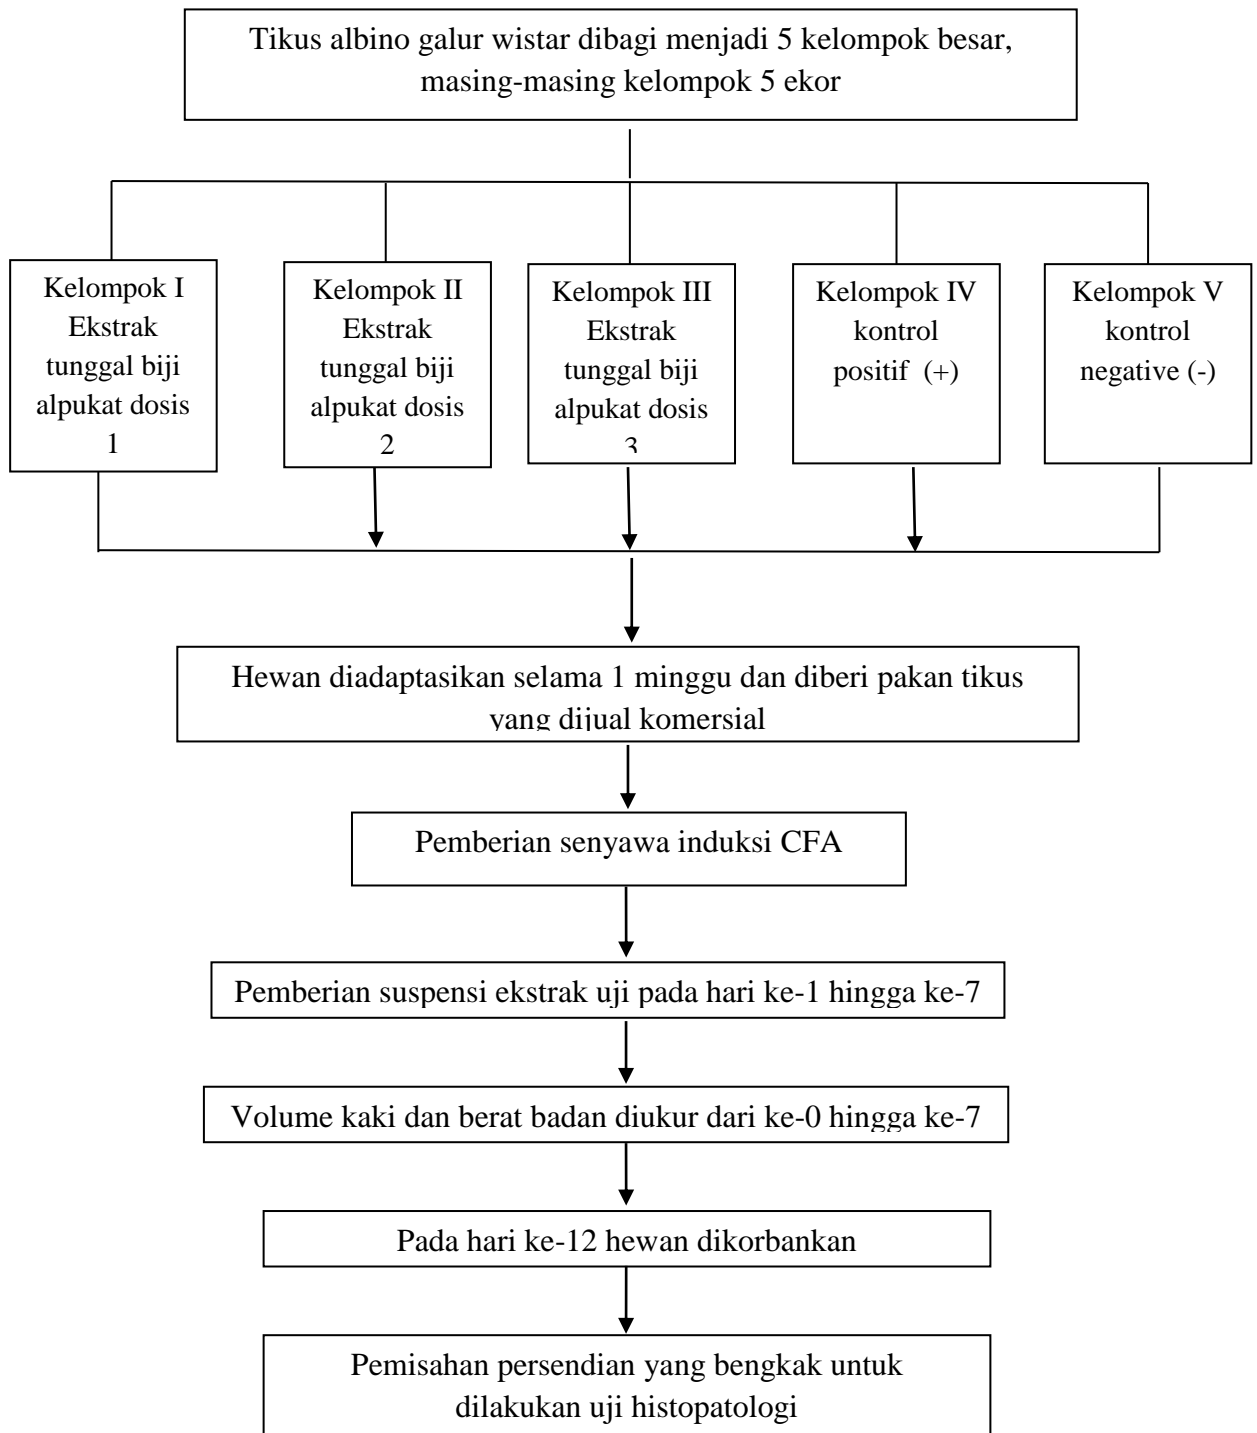 Tikus albino galur wistar dibagi menjadi 5 kelompok besar,
masing-masing kelompok 5 ekor
Kelompok I
Ekstrak
tunggal biji
alpukat dosis
1
Kelompok II
Ekstrak
tunggal biji
alpukat dosis
2
Kelompok III
Ekstrak
tunggal biji
alpukat dosis
3
Kelompok IV
kontrol
positif (+)
Kelompok V
kontrol
negative (-)
Hewan diadaptasikan selama 1 minggu dan diberi pakan tikus
yang dijual komersial
Pemberian senyawa induksi CFA
Pemberian suspensi ekstrak uji pada hari ke-1 hingga ke-7
Volume kaki dan berat badan diukur dari ke-0 hingga ke-7
Pada hari ke-12 hewan dikorbankan
Pemisahan persendian yang bengkak untuk
dilakukan uji histopatologi